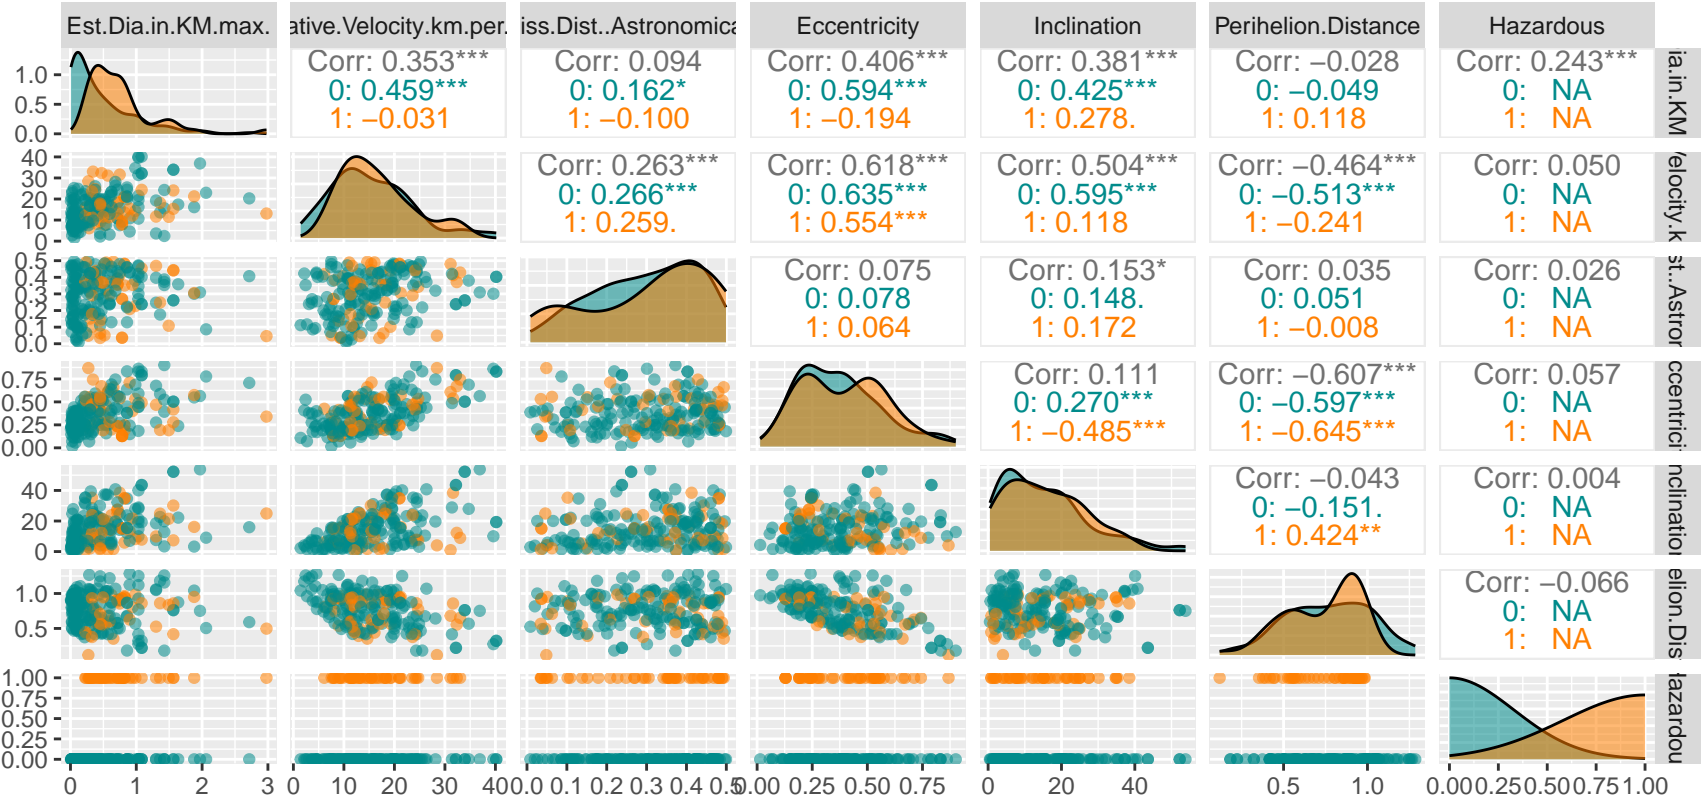 Est.Dia.in.KM.max.
ative.Velocity.km.per.
iss.Dist..Astronomica
Eccentricity
Inclination
Perihelion.Distance
Hazardous
1.0
0.5
0.0
Corr: 0.353***
0: 0.459***
1: −0.031
Corr: 0.094
0: 0.162*
1: −0.100
Corr: 0.406***
0: 0.594***
1: −0.194
Corr: 0.381***
0: 0.425***
1: 0.278.
Corr: −0.028
0: −0.049
1: 0.118
Corr: 0.243***
0: NA
1: NA
ia.in.KM
40
30
20
10
0
Corr: 0.263***
0: 0.266***
1: 0.259.
Corr: 0.618***
0: 0.635***
1: 0.554***
Corr: 0.504***
0: 0.595***
1: 0.118
Corr: −0.464***
0: −0.513***
1: −0.241
Corr: 0.050
0: NA
1: NA
elocity.k
0.5
0.4
0.3
0.2
0.1
0.0
Corr: 0.075
0: 0.078
1: 0.064
Corr: 0.153*
0: 0.148.
1: 0.172
Corr: 0.035
0: 0.051
1: −0.008
Corr: 0.026
0: NA
1: NA
st..Astror
0.75
0.50
0.25
0.00
Corr: 0.111
0: 0.270***
1: −0.485***
Corr: −0.607***
0: −0.597***
1: −0.645***
Corr: 0.057
0: NA
1: NA
ccentrici
40
20
0
Corr: −0.043
0: −0.151.
1: 0.424**
Corr: 0.004
0: NA
1: NA
nclination
1.0
0.5
Corr: −0.066
0: NA
1: NA
elion.Dis
1.00
0.75
0.50
0.25
0.00
Hazardou
0 1 2 3
0 10 20 30 40
0.0 0.1 0.2 0.3 0.4 0.5
0.00 0.25 0.50 0.75
0 20 40
0.5 1.0
0.00 0.25 0.50 0.75 1.00